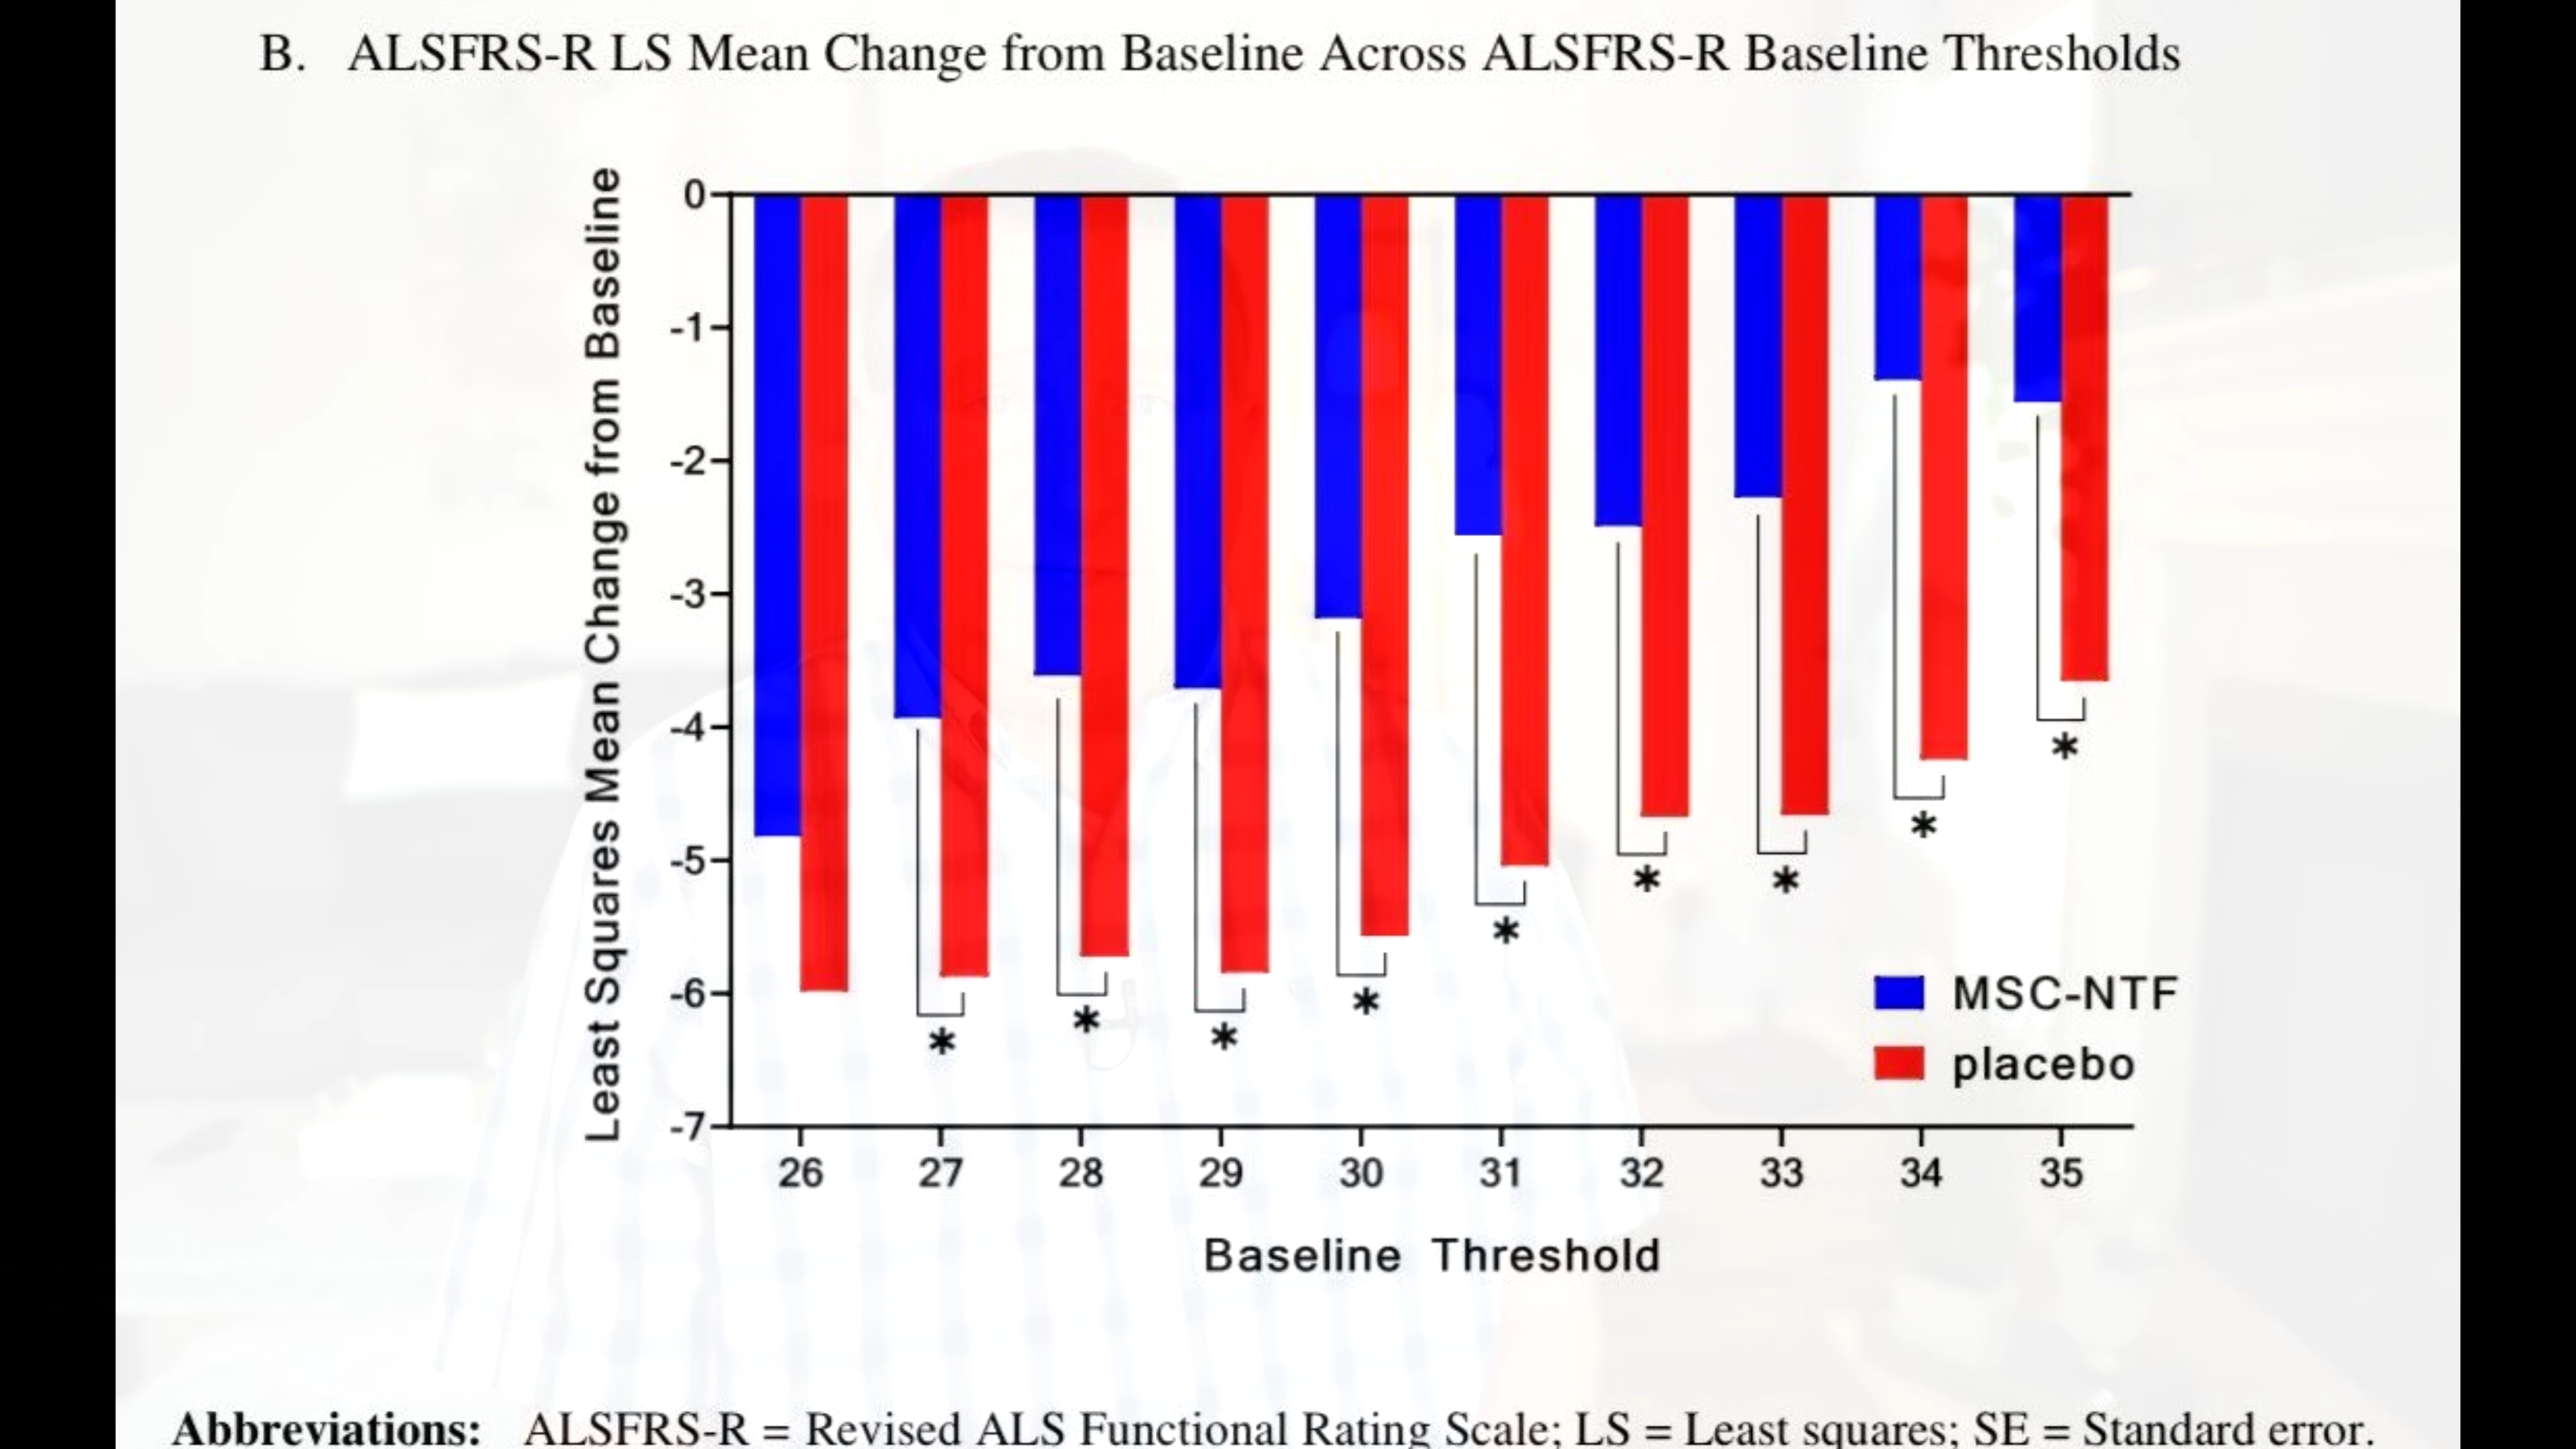 B. ALSFRS-R LS Mean Change from Baseline Across ALSFRS-R Baseline Thresholds
Least Squares Mean Change from Baseline
0
-1
-2
-3
-4
-5
-6
-7
*
*
*
*
*
*
*
*
*
MSC-NTF
placebo
26 27 28 29 30 31 32 33 34 35
Baseline Threshold
Abbreviations: ALSFRS-R = Revised ALS Functional Rating Scale; LS = Least squares; SE = Standard error.